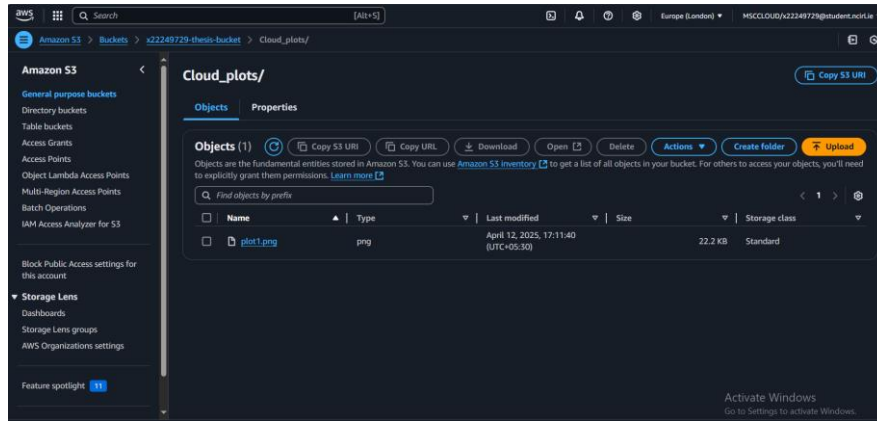 aws
Search
[Alt+S]
Europe (London) ▼
MSCCLOUD/x22249729@student.ncirl.ie
Amazon S3 > Buckets > x22249729-thesis-bucket > Cloud_plots/
Amazon S3
General purpose buckets
Directory buckets
Table buckets
Access Grants
Access Points
Object Lambda Access Points
Multi-Region Access Points
Batch Operations
IAM Access Analyzer for S3
Block Public Access settings for
this account
▼ Storage Lens
Dashboards
Storage Lens groups
AWS Organizations settings
Feature spotlight 11
Cloud_plots/
Copy S3 URI
Objects Properties
Objects (1) Copy S3 URI Copy URL Download Open Delete Actions ▼ Create folder Upload
Objects are the fundamental entities stored in Amazon S3. You can use Amazon S3 inventory to get a list of all objects in your bucket. For others to access your objects, you'll need
to explicitly grant them permissions. Learn more
Find objects by prefix
< 1 >
Name Type Last modified Size Storage class
plot1.png png April 12, 2025, 17:11:40 22.2 KB Standard
(UTC+05:30)
Activate Windows
Go to Settings to activate Windows.